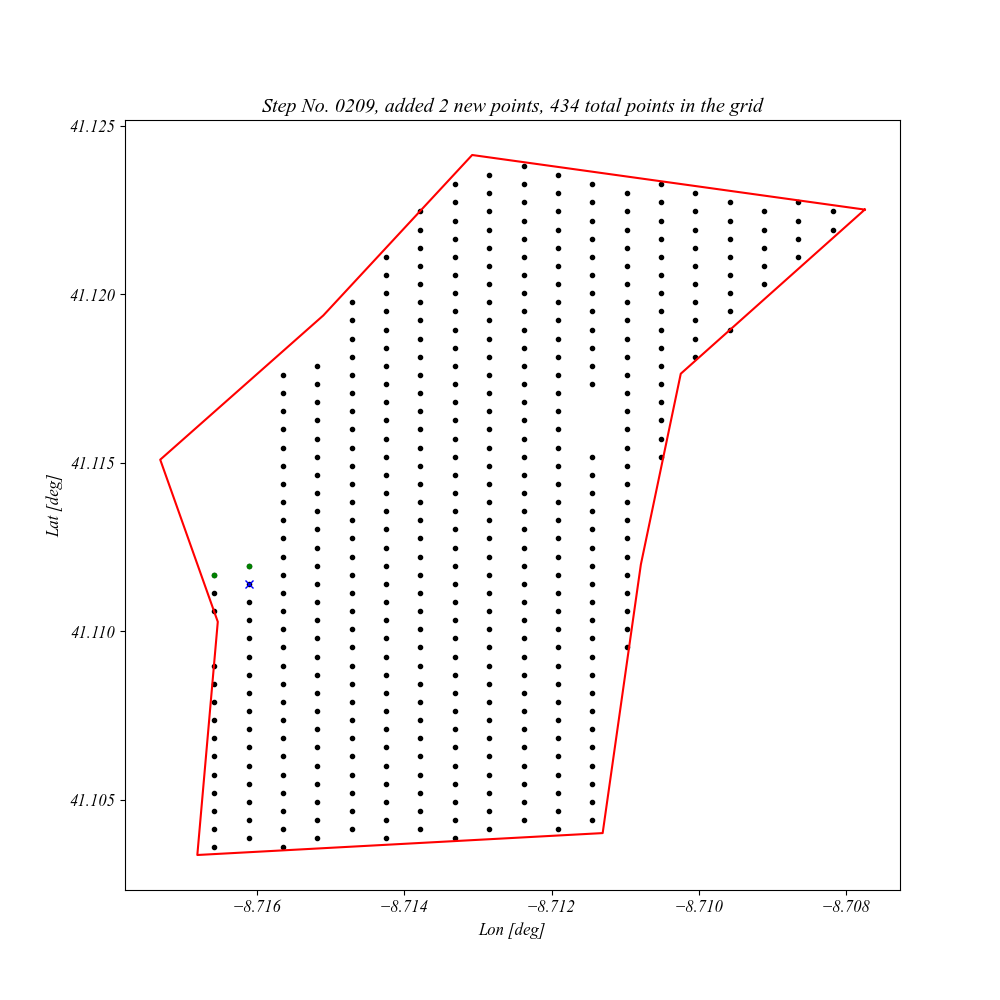 Step No. 0209, added 2 new points, 434 total points in the grid
41.125
41.120
41.115
41.110
41.105
Lat [deg]
−8.716 −8.714 −8.712 −8.710 −8.708
Lon [deg]